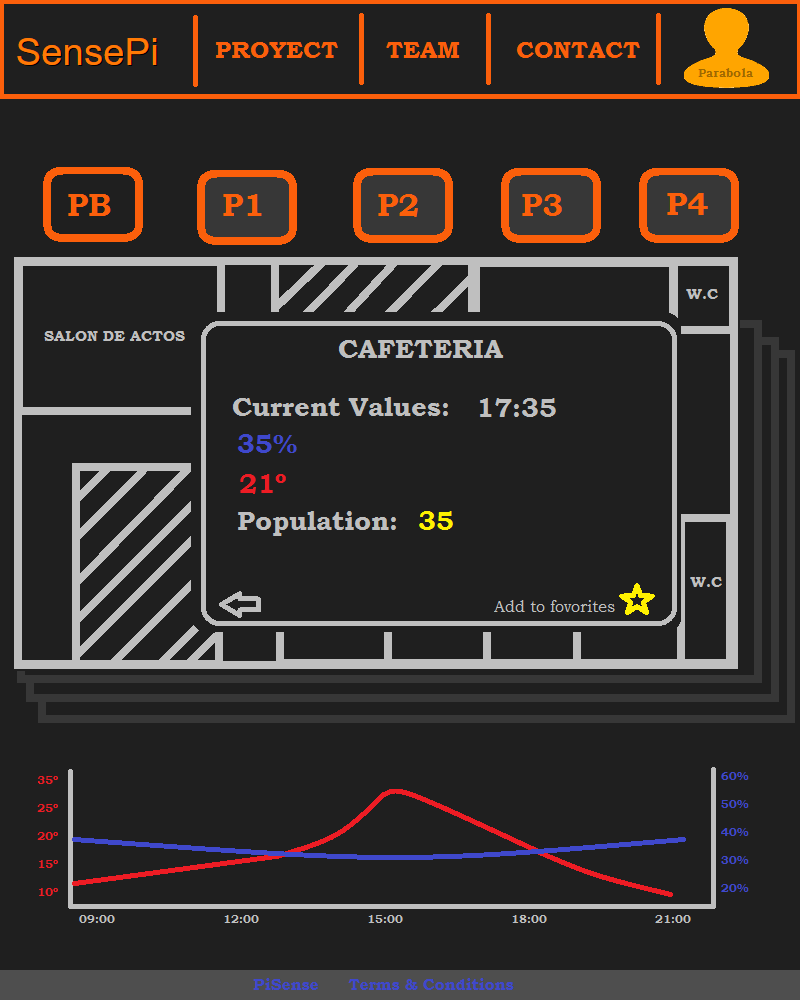 SensePi
PROYECT
TEAM
CONTACT
Parabola
PB
P1
P2
P3
P4
W.C
SALON DE ACTOS
CAFETERIA
Current Values: 17:35
35%
21º
Population: 35
W.C
Add to fovorites
35º
25º
20º
15º
10º
60%
50%
40%
30%
20%
09:00 12:00 15:00 18:00 21:00
PiSense Terms & Conditions